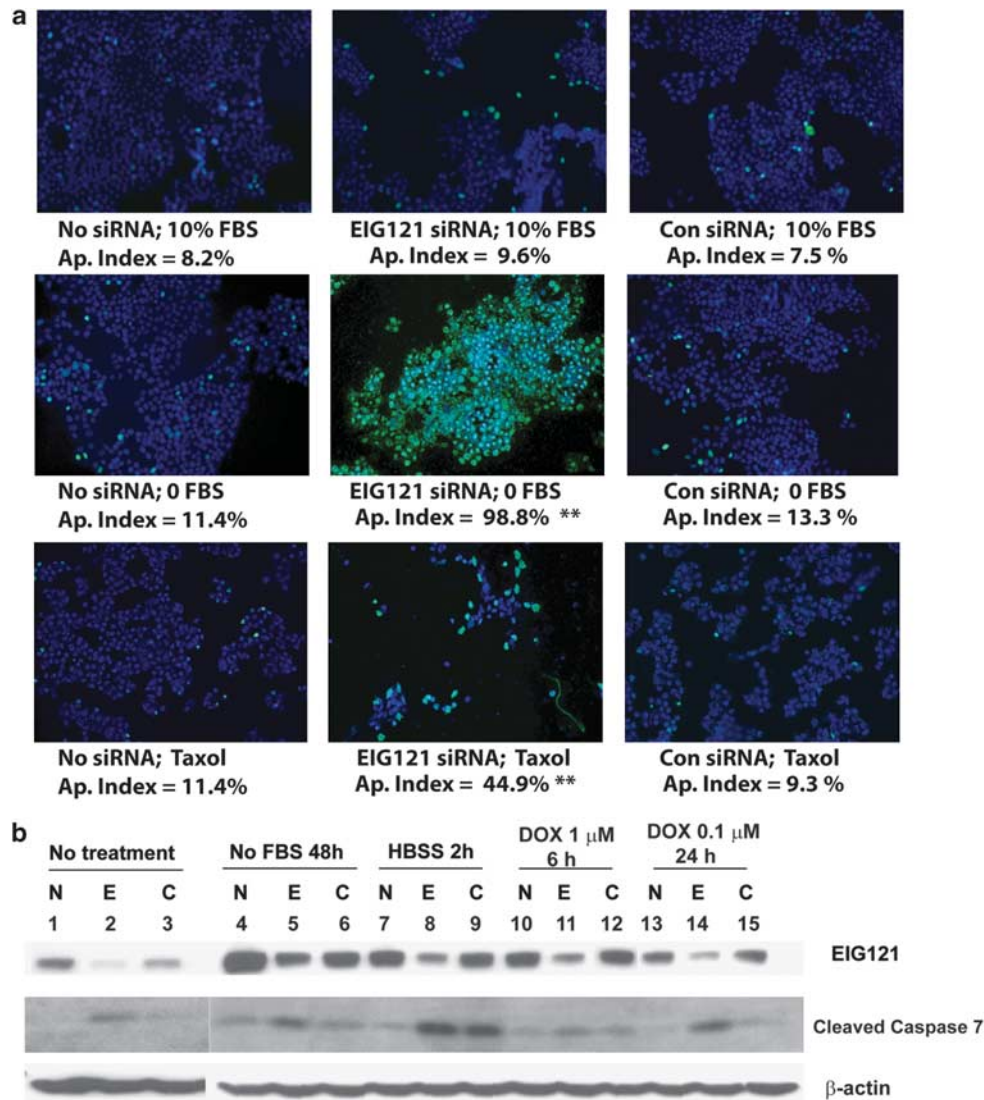 a
No siRNA; 10% FBS
Ap. Index = 8.2%
EIG121 siRNA; 10% FBS
Ap. Index = 9.6%
Con siRNA; 10% FBS
Ap. Index = 7.5 %
No siRNA; 0 FBS
Ap. Index = 11.4%
EIG121 siRNA; 0 FBS
Ap. Index = 98.8% **
Con siRNA; 0 FBS
Ap. Index = 13.3 %
No siRNA; Taxol
Ap. Index = 11.4%
EIG121 siRNA; Taxol
Ap. Index = 44.9% **
Con siRNA; Taxol
Ap. Index = 9.3 %
b
No treatment
No FBS 48h
HBSS 2h
DOX 1 μM
6 h
DOX 0.1 μM
24 h
N E C N E C N E C N E C N E C
1 2 3 4 5 6 7 8 9 10 11 12 13 14 15
EIG121
Cleaved Caspase 7
β-actin